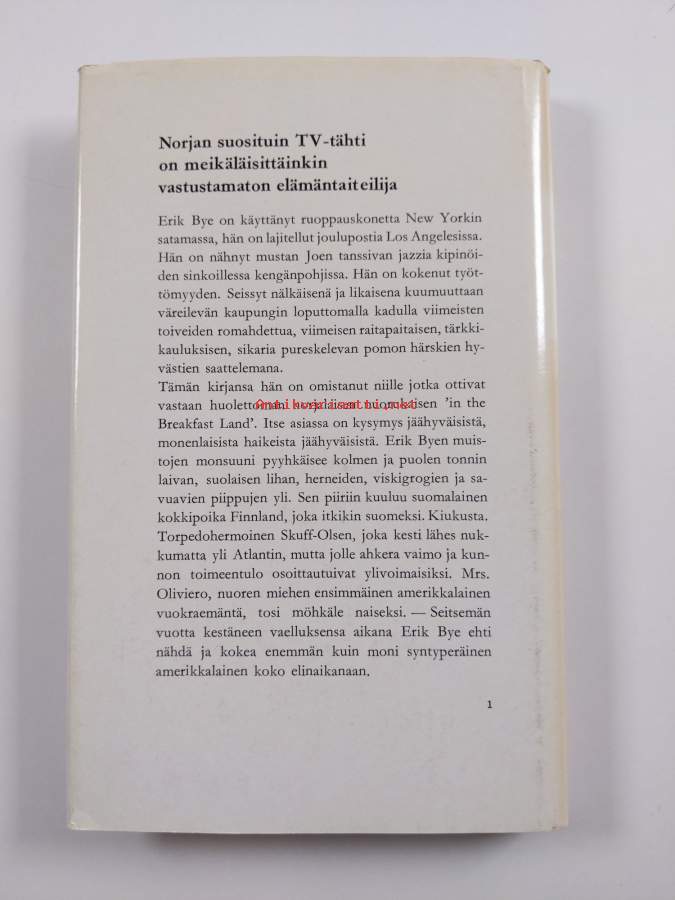 Norjan suosituin TV-tähti
on meikäläisittäinkin
vastustamaton elämäntaiteilija
Erik Bye on käyttänyt ruoppauskonetta New Yorkin
satamassa, hän on lajitellut joulupostia Los Angelesissa.
Hän on nähnyt mustan Joen tanssivan jazzia kipinöi-
den sinkoillessa kengänpohjissa. Hän on kokenut työt-
tömyyden. Seissyt nälkäisenä ja likaisena kuumuuttaan
väreilevän kaupungin loputtomalla kadulla viimeisten
toiveiden romahdettua, viimeisen raitapaitaisen, tärkki-
kauluksisen, sikaria pureskelevan pomon härskien hy-
västien saattelemana.
Tämän kirjansa hän on omistanut niille jotka ottivat
vastaan huolettoman norjalaisen nuorukaisen 'in the
Antikvariaatti.net
Breakfast Land'. Itse asiassa on kysymys jäähyväisistä,
monenlaisista haikeista jäähyväisistä. Erik Byen muis-
tojen monsuuni pyyhkäisee kolmen ja puolen tonnin
laivan, suolaisen lihan, herneiden, viskigrogien ja sa-
vuavien piippujen yli. Sen piiriin kuuluu suomalainen
kokkipoika Finnland, joka itkikin suomeksi. Kiukusta.
Torpedohermoinen Skuff-Olsen, joka kesti lähes nuk-
kumatta yli Atlantin, mutta jolle ahkera vaimo ja kun-
non toimeentulo osoittautuivat ylivoimaisiksi. Mrs.
Oliviero, nuoren miehen ensimmäinen amerikkalainen
vuokraemäntä, tosi möhkäle naiseksi. — Seitsemän
vuotta kestäneen vaelluksensa aikana Erik Bye ehti
nähdä ja kokea enemmän kuin moni syntyperäinen
amerikkalainen koko elinaikanaan.
1